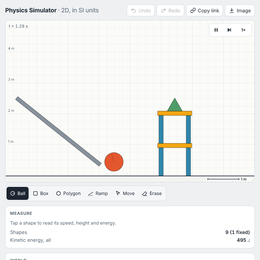 Physics Simulator · 2D, in SI units
Undo
Redo
Copy link
Image
t = 1.28 s
1×
4 m
3 m
2 m
1 m
1 m
Ball
Box
Polygon
Ramp
Move
Erase
MEASURE
Tap a shape to read its speed, height and energy.
Shapes 9 (1 fixed)
Kinetic energy, all 495 J